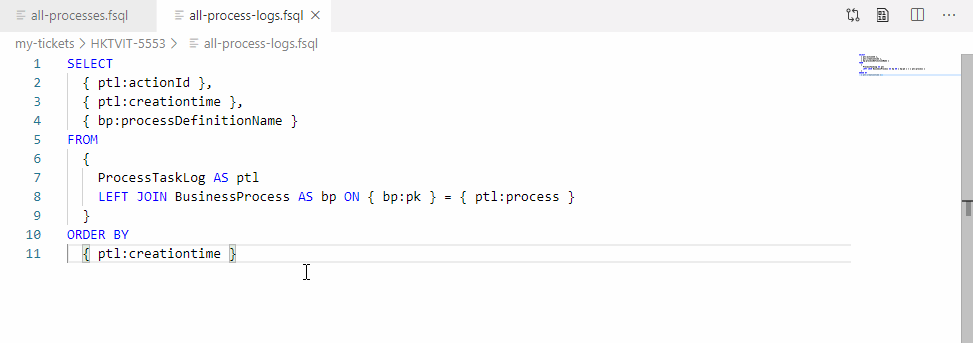 all-processes.fsql all-process-logs.fsql
my-tickets HKTVIT-5553 all-process-logs.fsql
1 SELECT
2 { ptl:actionId },
3 { ptl:creationtime },
4 { bp:processDefinitionName }
5 FROM
6 {
7 ProcessTaskLog AS ptl
8 LEFT JOIN BusinessProcess AS bp ON { bp:pk } = { ptl:process }
9 }
10 ORDER BY
11 { ptl:creationtime }